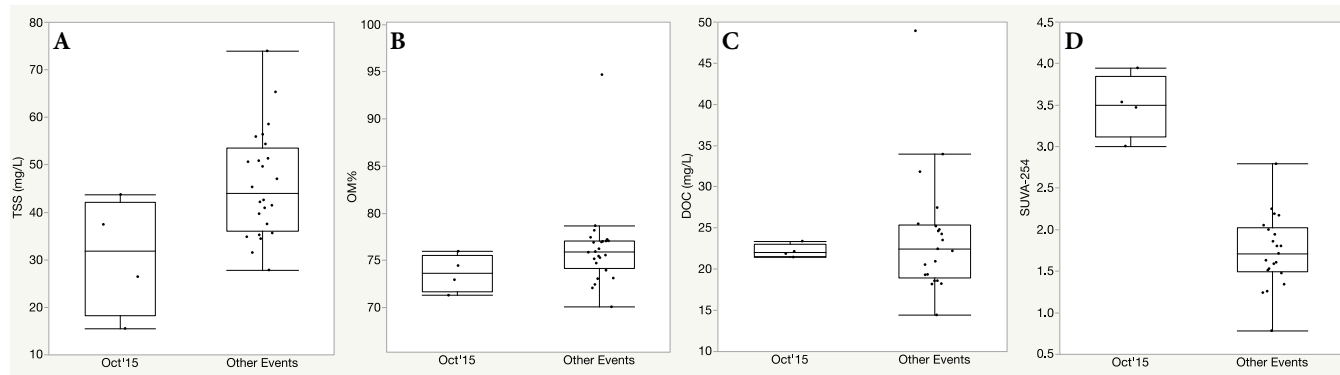 A
TSS (mg/L)
80
70
60
50
40
30
20
10
Oct'15
Other Events
B
OM%
100
95
90
85
80
75
70
Oct'15
Other Events
C
DOC (mg/L)
50
45
40
35
30
25
20
15
10
Oct'15
Other Events
D
SUVA-254
4.5
4.0
3.5
3.0
2.5
2.0
1.5
1.0
0.5
Oct'15
Other Events